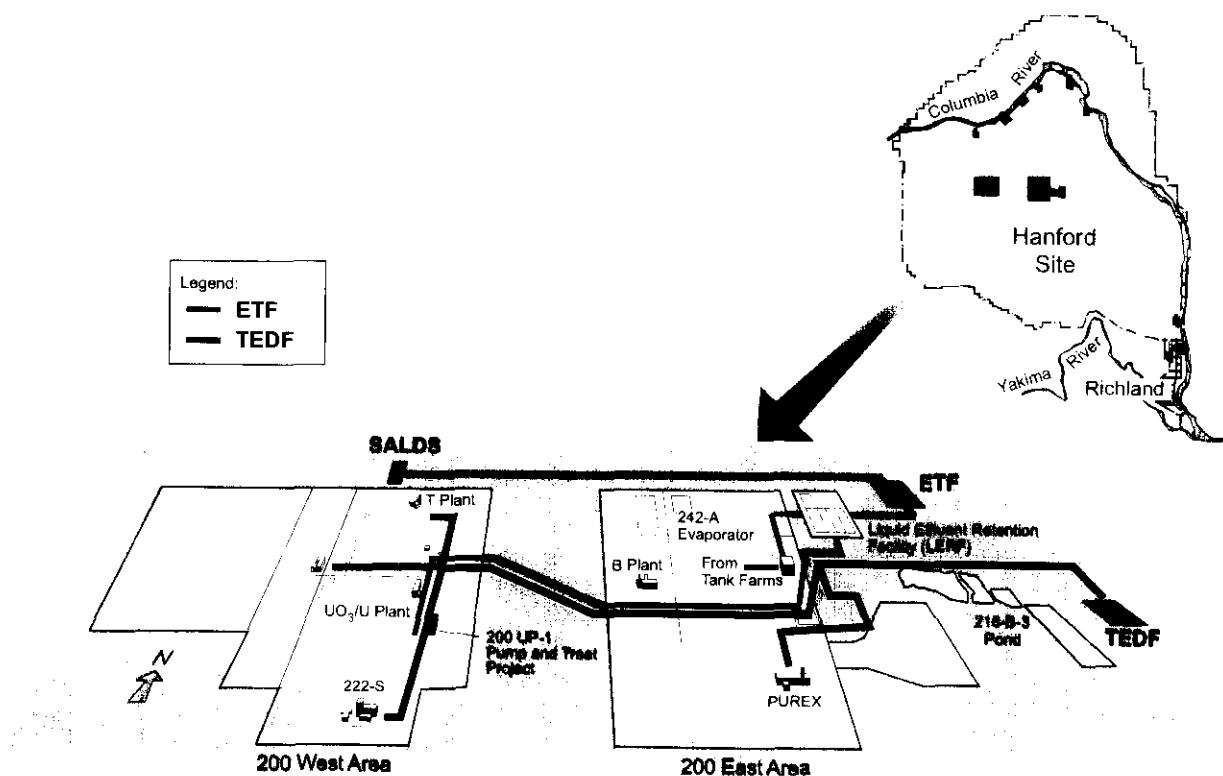 Columbia
River
Hanford
Site
Yakima
River
Richland
Legend:
ETF
TEDF
SALDS
ETF
T Plant
242-A
Evaporator
Liquid Effluent Retention
Facility (LERF)
B Plant
From
Tank Farms
UO₃/U Plant
200 UP-1
Pump and Treat
Project
216-B-3
Pond
TEDF
N
222-S
PUREX
200 West Area
200 East Area